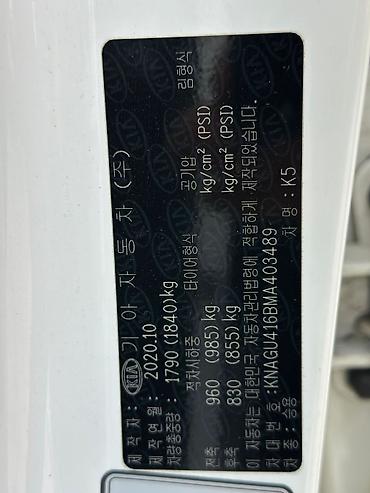 제 작 자 : KIA 기 아 자 동 차 (주)
제 작 연 월 : 2020.10
차량총중량 : 1790 (1840)kg
적차시하중 타이어형식 공기압 림형식
전축 960 (985)kg kg/cm² (PSI)
후축 830 (855)kg kg/cm² (PSI)
이 자동차는 대한민국 자동차관리법령에 적합하게 제작되었습니다.
차 대 번 호 :KNAGU416BMA403489
차 종 :승용 차 명 :K5